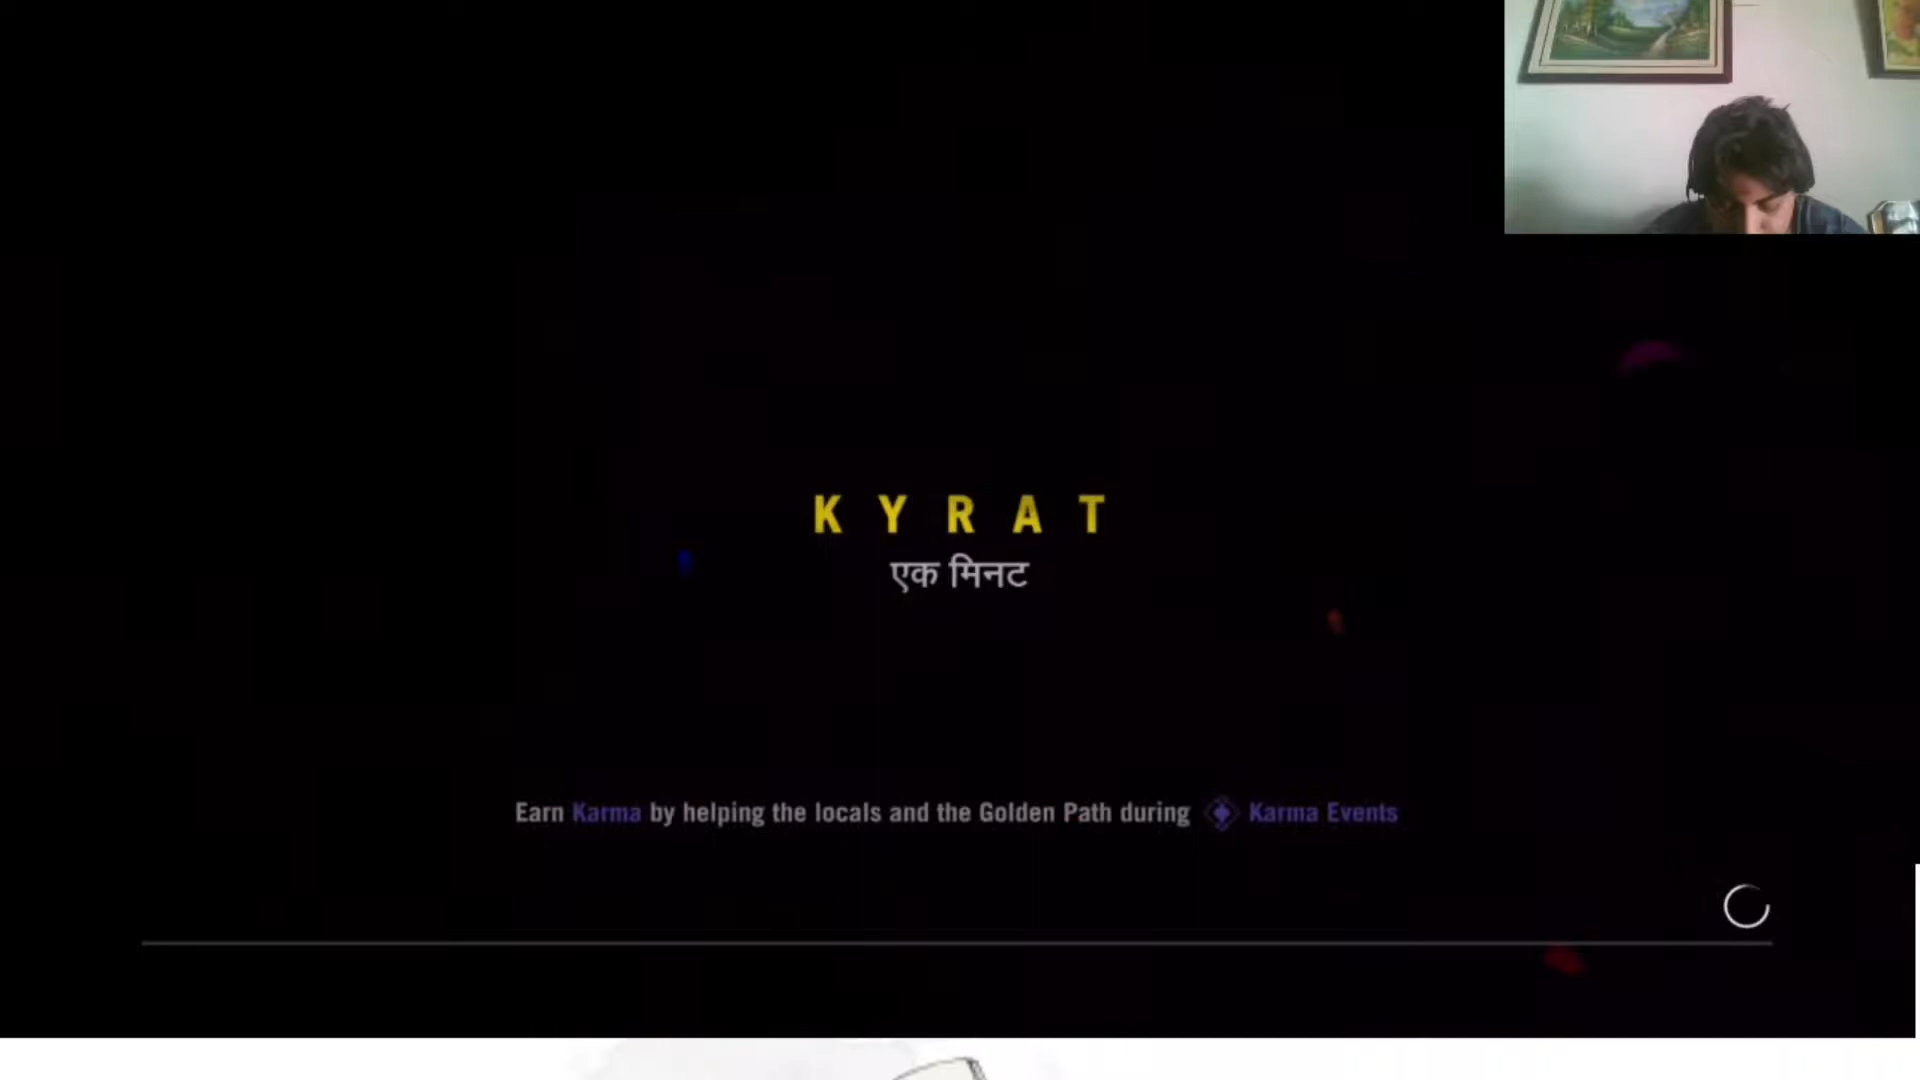 KYRAT
एक मिनट
Earn Karma by helping the locals and the Golden Path during Karma Events